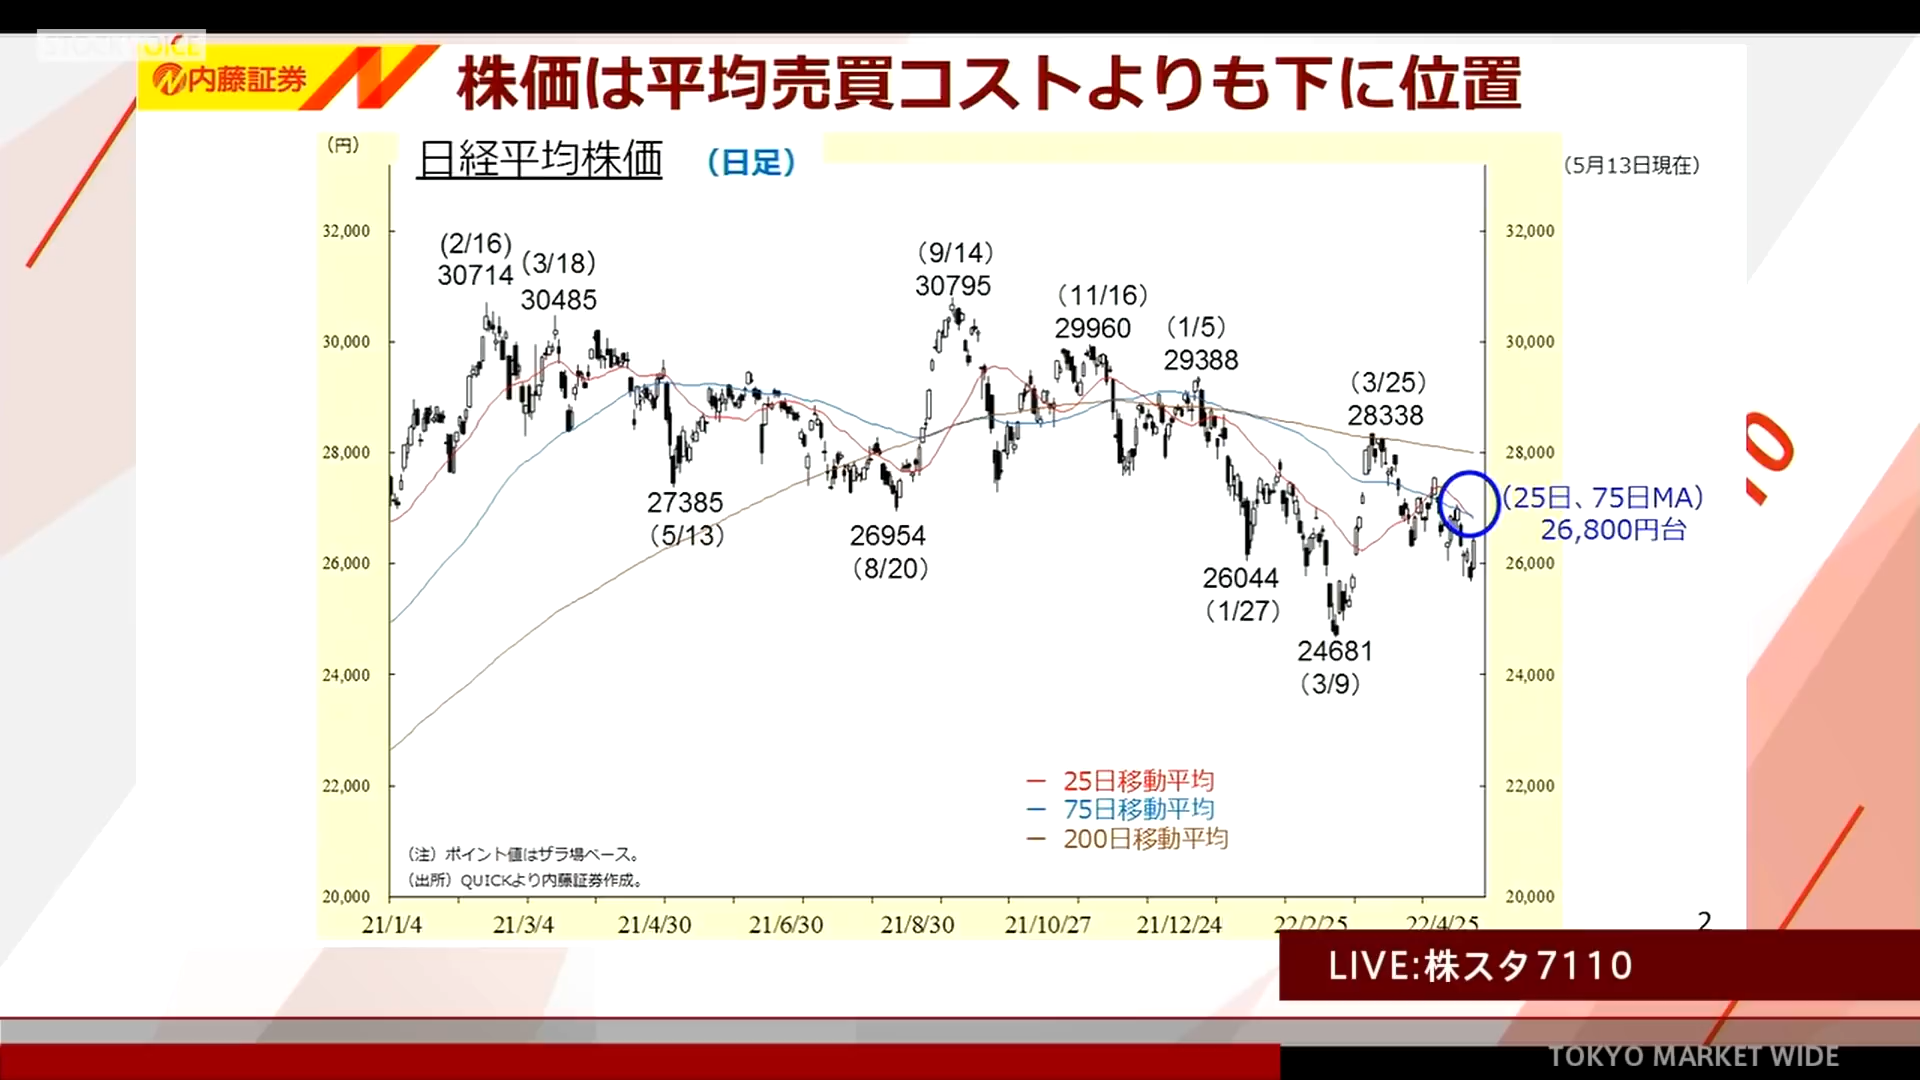 STOCKVOICE
内藤証券
株価は平均売買コストよりも下に位置
(円)
日経平均株価 (日足)
(5月13日現在)
32,000
30,000
28,000
26,000
24,000
22,000
20,000
(2/16)
30714
(3/18)
30485
(9/14)
30795
(11/16)
29960
(1/5)
29388
(3/25)
28338
27385
(5/13)
26954
(8/20)
26044
(1/27)
24681
(3/9)
32,000
30,000
28,000
26,000
24,000
22,000
20,000
(25日、75日MA)
26,800円台
25日移動平均
75日移動平均
200日移動平均
(注) ポイント値はザラ場ベース。
(出所) QUICKより内藤証券作成。
21/1/4 21/3/4 21/4/30 21/6/30 21/8/30 21/10/27 21/12/24 22/2/25 22/4/25
2
LIVE:株スタ7110
TOKYO MARKET WIDE